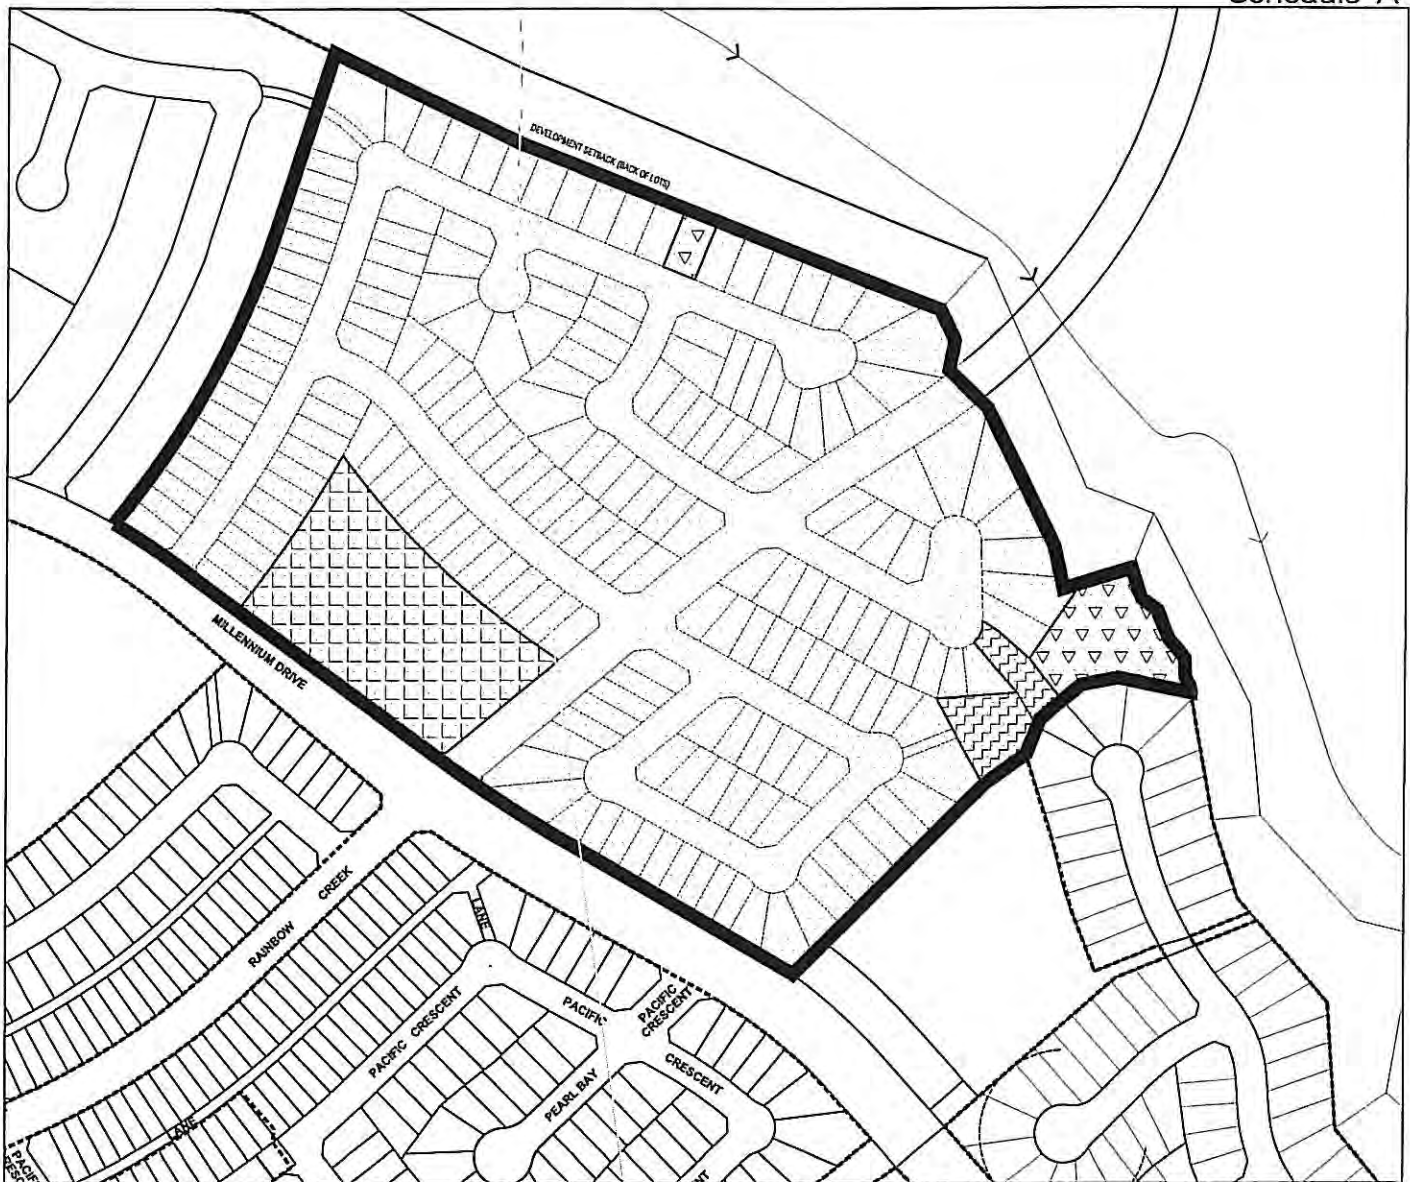 Schedule "A"
DEVELOPMENT SETBACK (BACK OF LOTS)
MILLENNIUM DRIVE
RAINBOW CREEK
LANE
PACIFIC CRESCENT
PACIFIC
CRESCENT
PACIFIC
CRESCENT
PEARL BAY
LANE